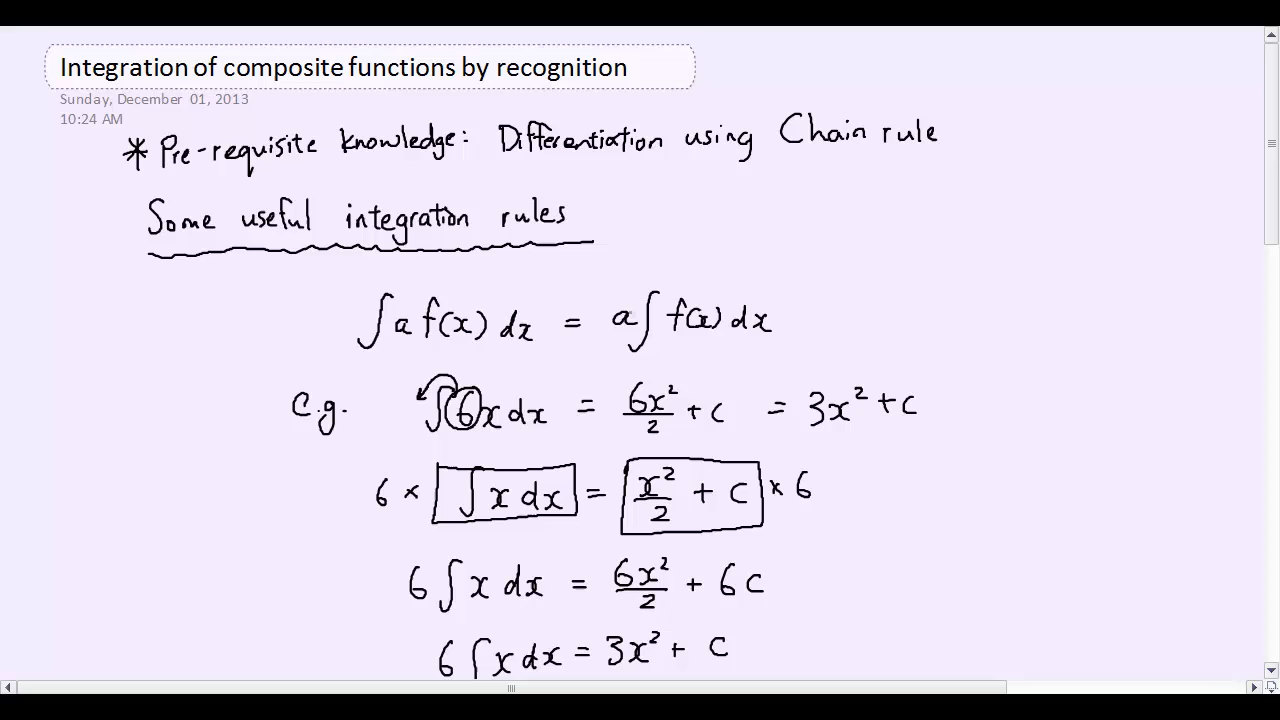 Integration of composite functions by recognition
Sunday, December 01, 2013
10:24 AM
* Pre-requisite knowledge: Differentiation using Chain rule
Some useful integration rules
∫ a f(x) dx = a ∫ f(x) dx
e.g. ∫ 6x dx = 6x²/2 + c = 3x² + c
6 × ∫ x dx = x²/2 + c × 6
6 ∫ x dx = 6x²/2 + 6c
6 ∫ x dx = 3x² + c